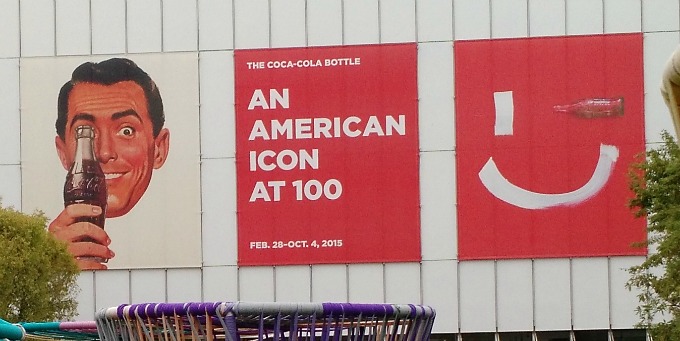 THE COCA-COLA BOTTLE
AN
AMERICAN
ICON
AT 100
FEB. 28-OCT. 4, 2015